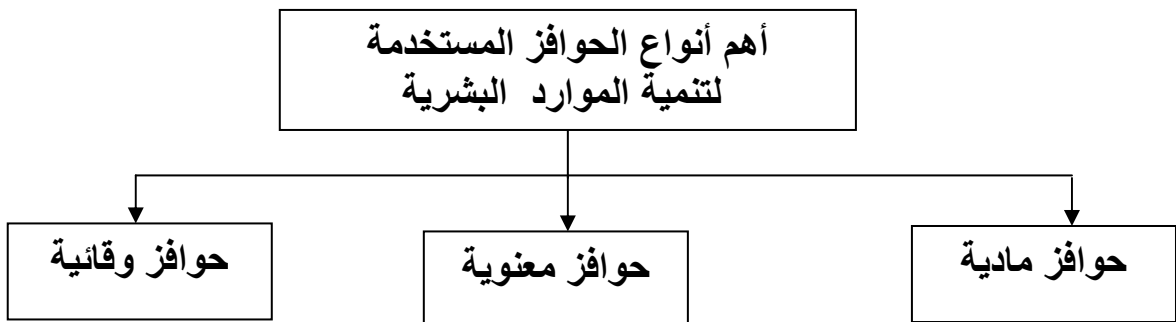 أهم أنواع الحوافز المستخدمة
لتنمية الموارد البشرية
حوافز مادية
حوافز معنوية
حوافز وقائية